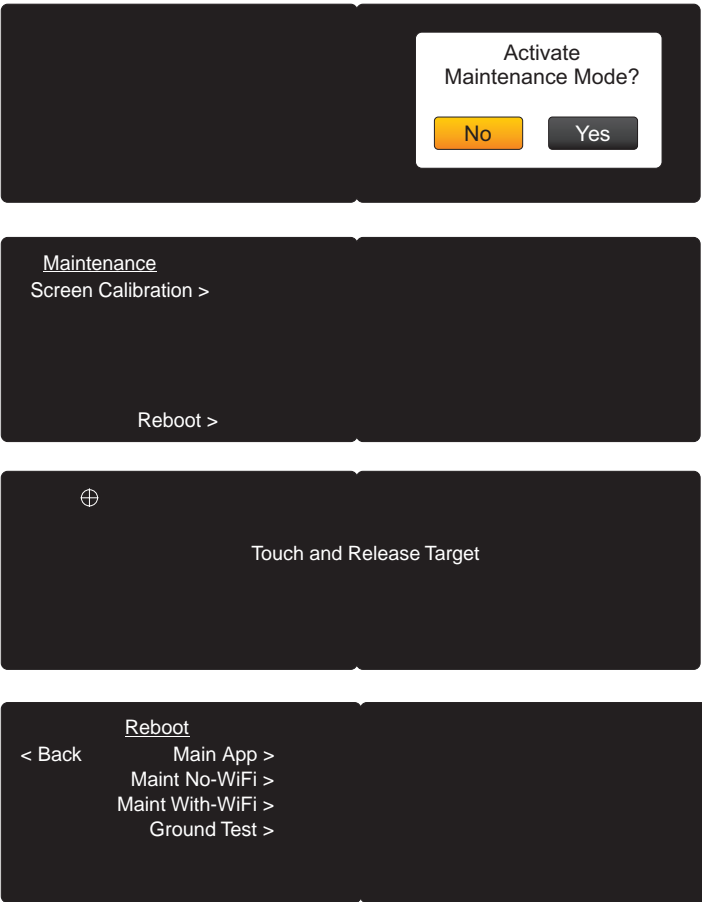 Activate
Maintenance Mode?
No Yes
Maintenance
Screen Calibration >
Reboot >
Touch and Release Target
Reboot
< Back Main App >
Maint No-WiFi >
Maint With-WiFi >
Ground Test >